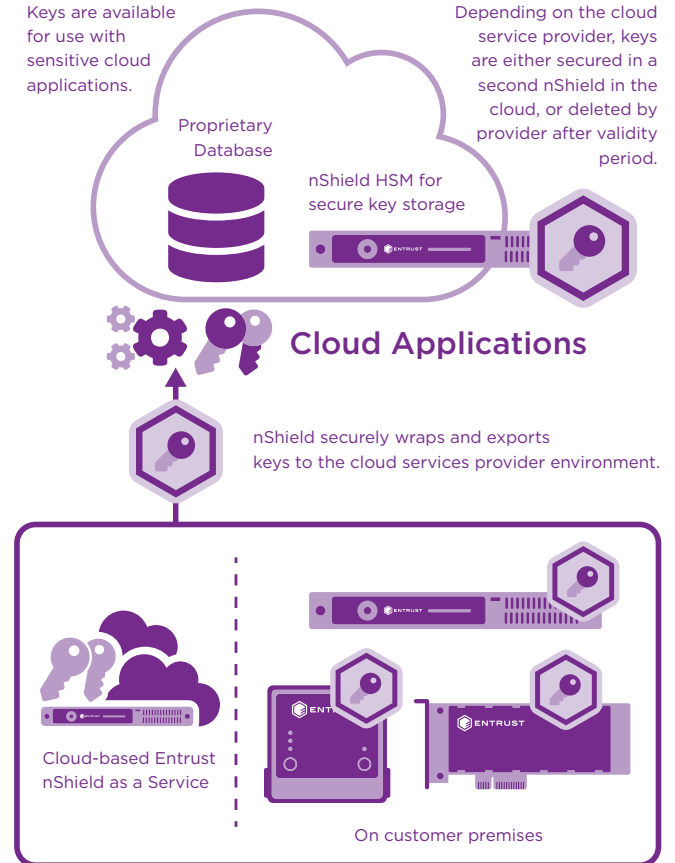 Keys are available
for use with
sensitive cloud
applications.
Depending on the cloud
service provider, keys
are either secured in a
second nShield in the
cloud, or deleted by
provider after validity
period.
Proprietary
Database
nShield HSM for
secure key storage
ENTRUST
Cloud Applications
nShield securely wraps and exports
keys to the cloud services provider environment.
ENTRUST
ENTRUST
ENTRUST
Cloud-based Entrust
nShield as a Service
On customer premises